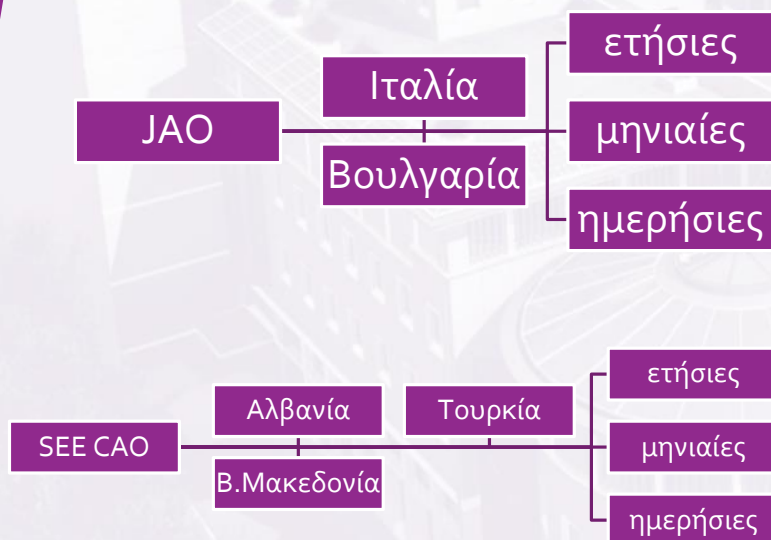 JAO
Ιταλία
Βουλγαρία
ετήσιες
μηνιαίες
ημερήσιες
SEE CAO
Αλβανία
Β.Μακεδονία
Τουρκία
ετήσιες
μηνιαίες
ημερήσιες